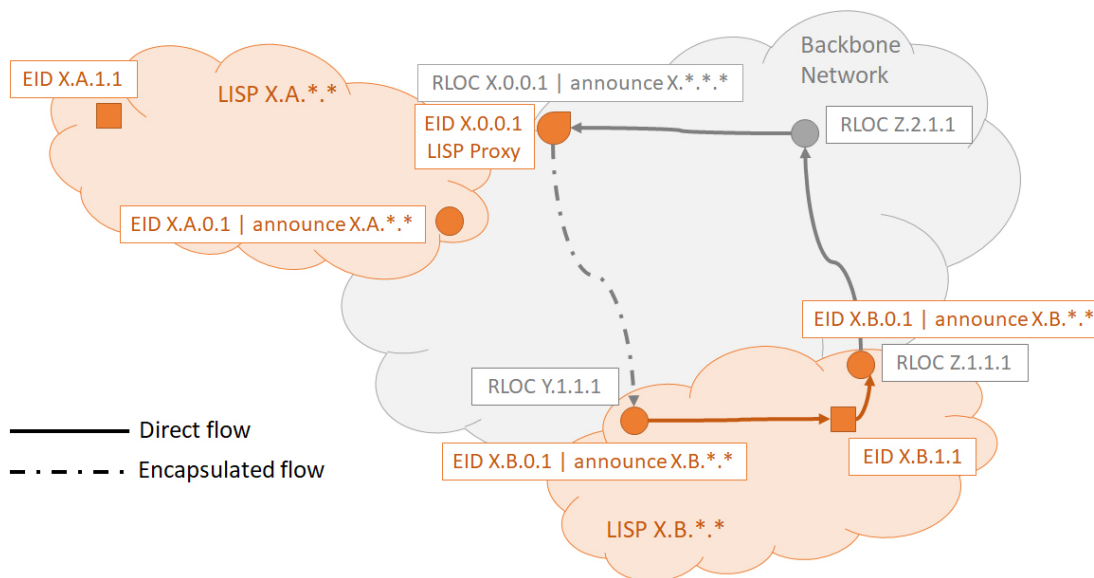 Backbone
Network
EID X.A.1.1
LISP X.A.*.*
RLOC X.0.0.1 | announce X.*.*.*
EID X.0.0.1
LISP Proxy
RLOC Z.2.1.1
EID X.A.0.1 | announce X.A.*.*
EID X.B.0.1 | announce X.B.*.*
RLOC Z.1.1.1
RLOC Y.1.1.1
Direct flow
Encapsulated flow
EID X.B.0.1 | announce X.B.*.*
EID X.B.1.1
LISP X.B.*.*